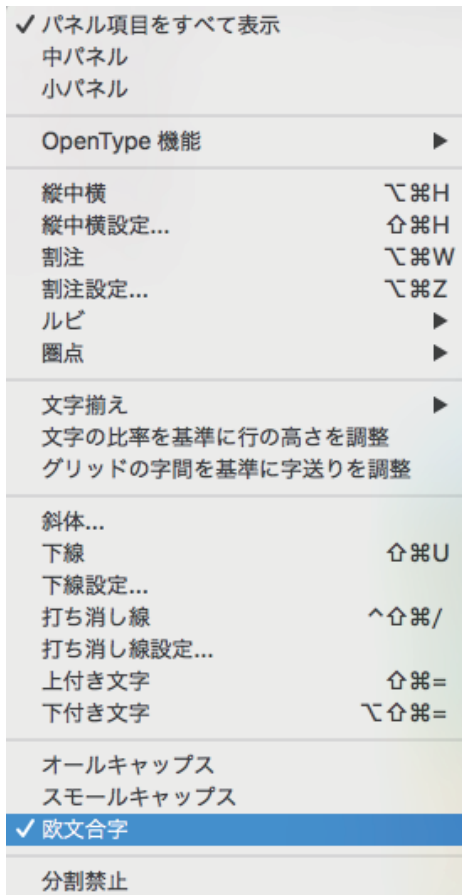 ✓ パネル項目をすべて表示
中パネル
小パネル
OpenType 機能 ▶
縦中横 ⌥⌘H
縦中横設定... ⇧⌘H
割注 ⌥⌘W
割注設定... ⌥⌘Z
ルビ ▶
圏点 ▶
文字揃え ▶
文字の比率を基準に行の高さを調整
グリッドの字間を基準に字送りを調整
斜体...
下線 ⇧⌘U
下線設定...
打ち消し線 ^⇧⌘/
打ち消し線設定...
上付き文字 ⇧⌘=
下付き文字 ⌥⇧⌘=
オールキャップス
スモールキャップス
✓ 欧文合字
分割禁止